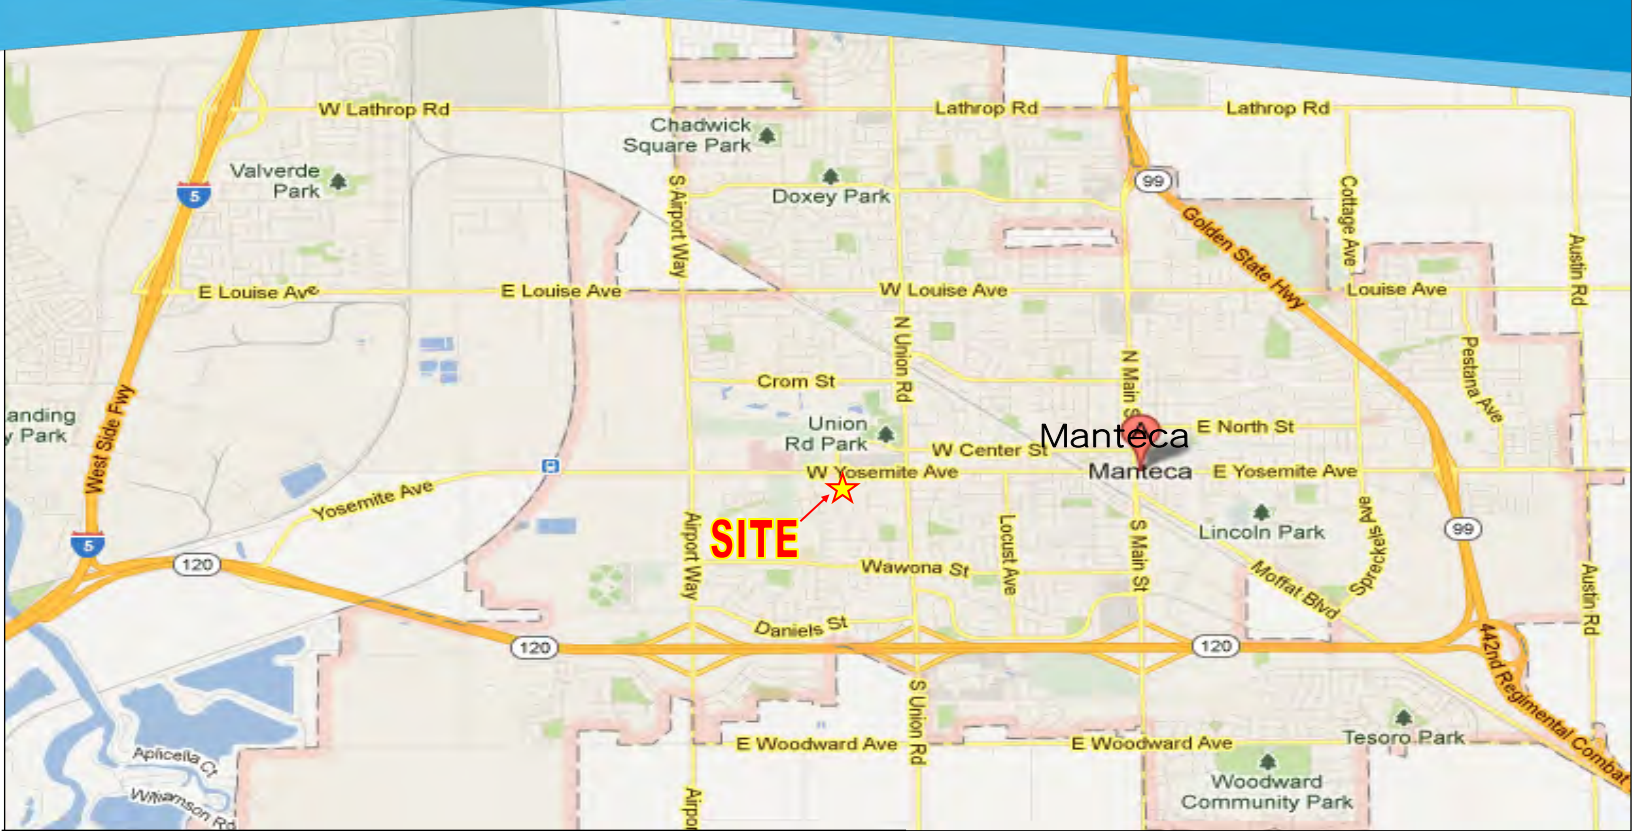 W Lathrop Rd
Lathrop Rd
Lathrop Rd
Chadwick
Square Park
Valverde
Park
5
99
S Airport Way
Doxey Park
Cottage Ave
Golden State Hwy
Austin Rd
E Louise Ave
E Louise Ave
W Louise Ave
Louise Ave
N Union Rd
N Main S
Pestana Ave
Crom St
West Side Fwy
anding
y Park
Union
Rd Park
W Center St
Manteca
E North St
W Yosemite Ave
Manteca
E Yosemite Ave
Yosemite Ave
SITE
Airport Way
Locust Ave
S Main St
Lincoln Park
Spreckels Ave
99
5
120
Wawona St
Moffat Blvd
Austin Rd
Daniels St
120
120
442nd Regimental Combat
S Union Rd
E Woodward Ave
E Woodward Ave
Tesoro Park
Aplicella Ct
Williamson Rd
Airpor
Woodward
Community Park